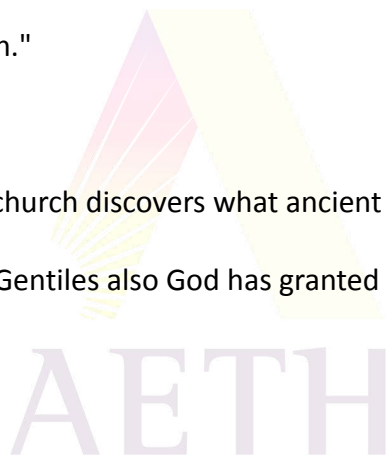 n."
church discovers what ancient
Gentiles also God has granted
AETH